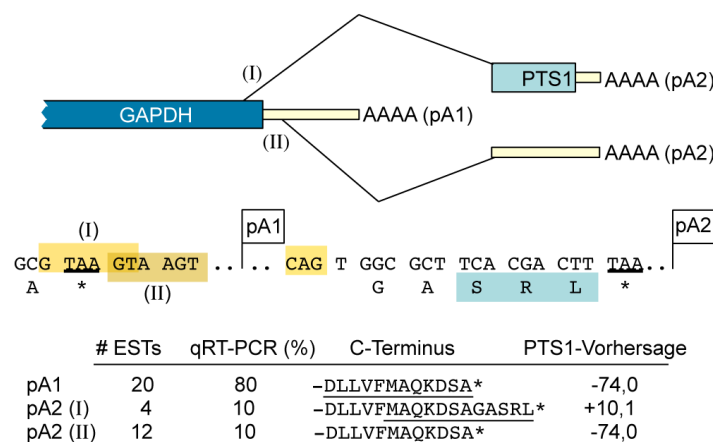 (I)
PTS1 AAAA (pA2)
GAPDH AAAA (pA1)
(II)
AAAA (pA2)
(I) pA1 pA2
GCG TAA GTA AGT .. .. CAG T GGC GCT TCA CGA CTT TAA.. ..
A * (II) G A S R L *
# ESTs qRT-PCR (%) C-Terminus PTS1-Vorhersage
pA1 20 80 –DLLVFMAQKDSA* -74,0
pA2 (I) 4 10 –DLLVFMAQKDSAGASRL* +10,1
pA2 (II) 12 10 –DLLVFMAQKDSA* -74,0